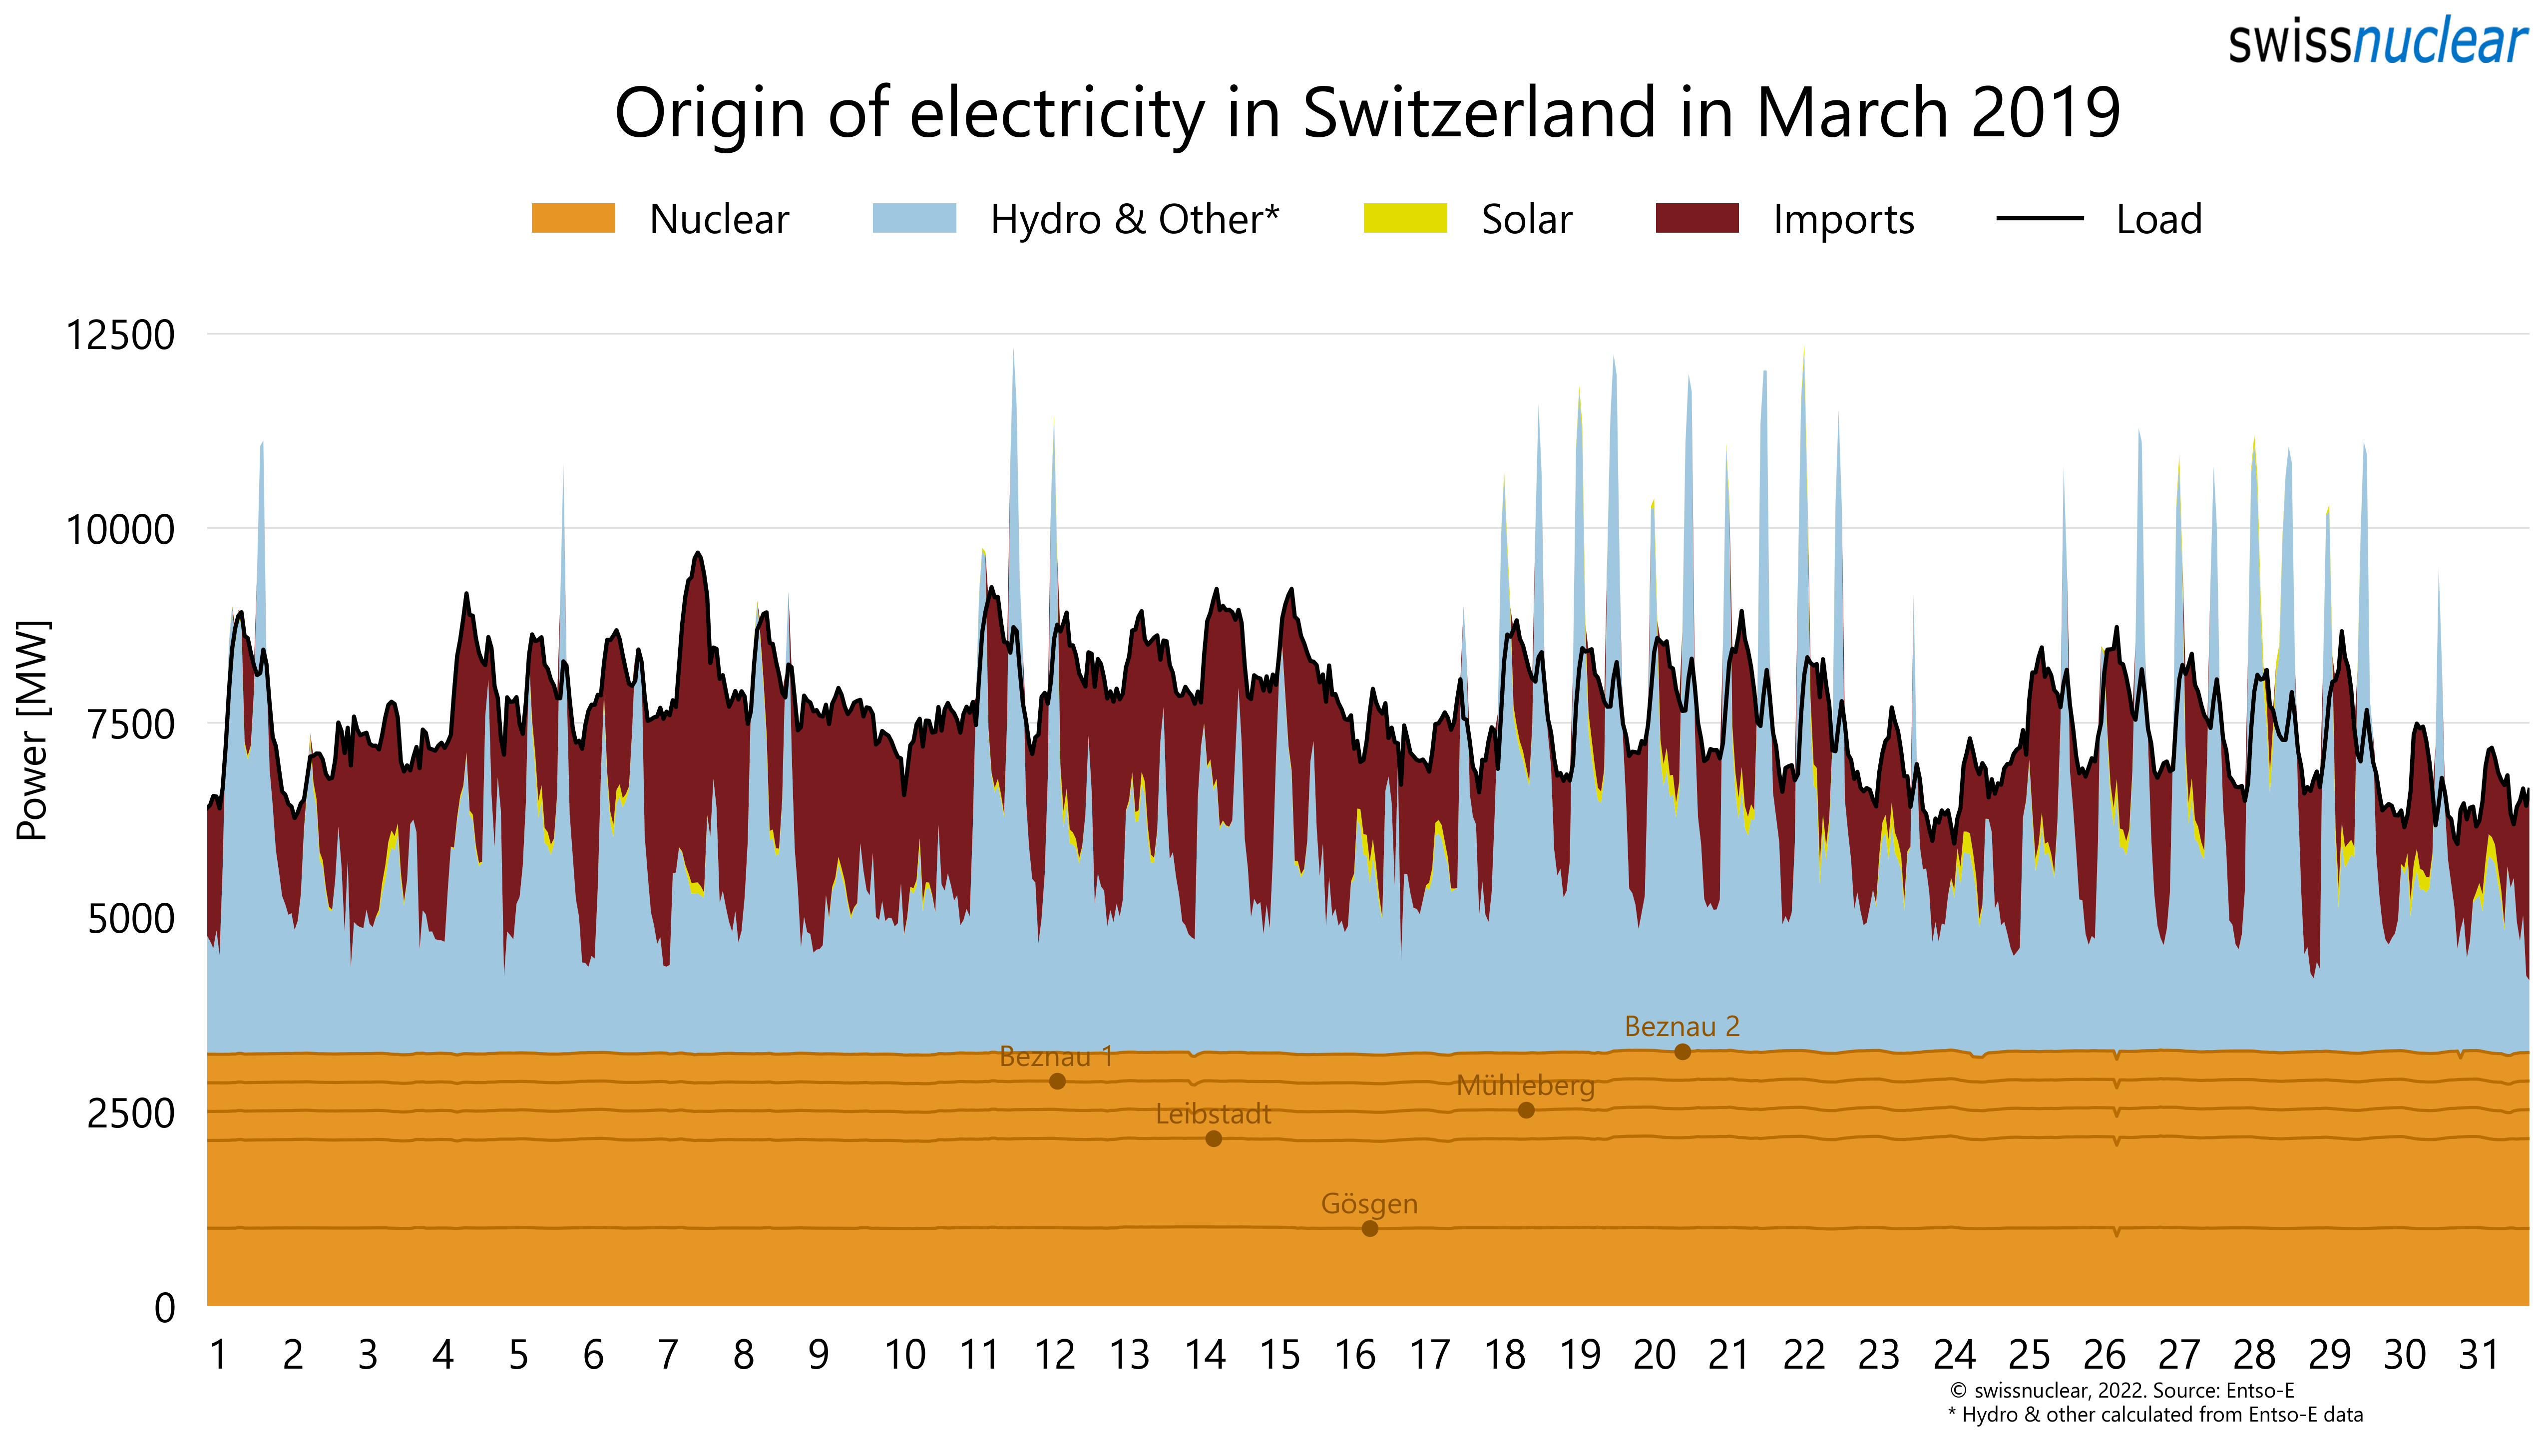 swissnuclear
Origin of electricity in Switzerland in March 2019
Nuclear Hydro & Other* Solar Imports Load
12500
10000
7500
5000
2500
0
Power [MW]
Beznau 2
Beznau 1
Mühleberg
Leibstadt
Gösgen
1 2 3 4 5 6 7 8 9 10 11 12 13 14 15 16 17 18 19 20 21 22 23 24 25 26 27 28 29 30 31
© swissnuclear, 2022. Source: Entso-E
* Hydro & other calculated from Entso-E data